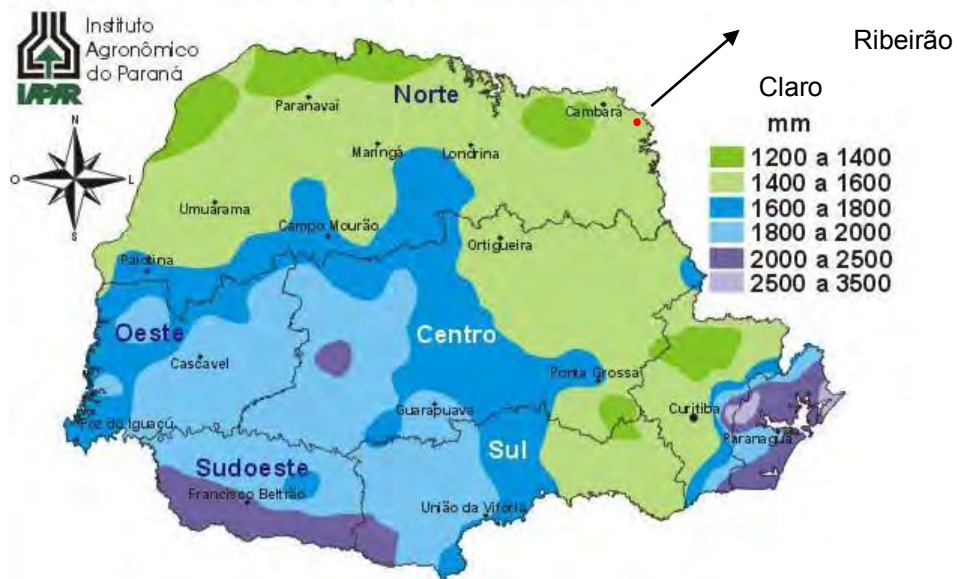 Instituto
Agronômico
do Paraná
IAPAR
Ribeirão
Claro
mm
1200 a 1400
1400 a 1600
1600 a 1800
1800 a 2000
2000 a 2500
2500 a 3500
N
O
L
S
Norte
Paranavaí
Cambará
Maringá
Londrina
Umuarama
Campo Mourão
Ortigueira
Palotina
Oeste
Centro
Cascavel
Ponta Grossa
Guarapuava
Curitiba
Foz do Iguaçú
Paranaguá
Sul
Sudoeste
Francisco Beltrão
União da Vitória